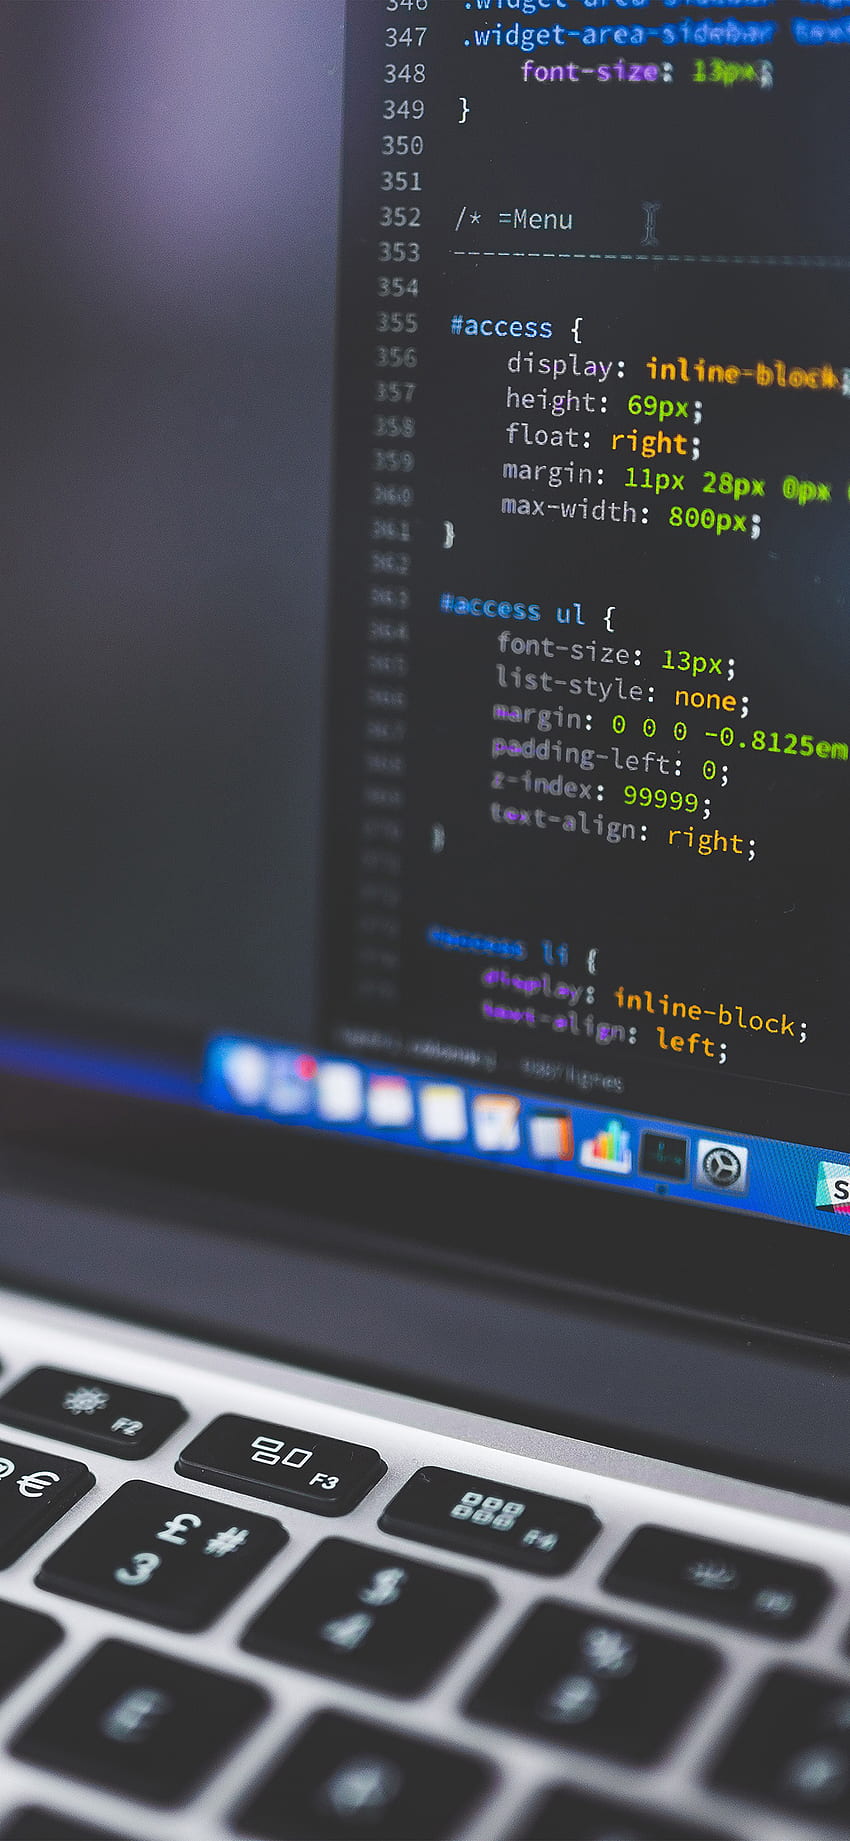 346 .widget-area-sidebar
347 .widget-area-sidebar text
348 font-size: 13px;
349 }
350
351
352 /* =Menu
353 --------------------
354
355 #access {
356 display: inline-block;
357 height: 69px;
358 float: right;
359 margin: 11px 28px 0px
360 max-width: 800px;
361 }
362
363 #access ul {
364 font-size: 13px;
365 list-style: none;
366 margin: 0 0 0 -0.8125em
367 padding-left: 0;
368 z-index: 99999;
369 text-align: right;
370 }
371
372
373 #access li {
374 display: inline-block;
375 text-align: left;
S
F2
F3
F4
€
£ #
3
$
4
%